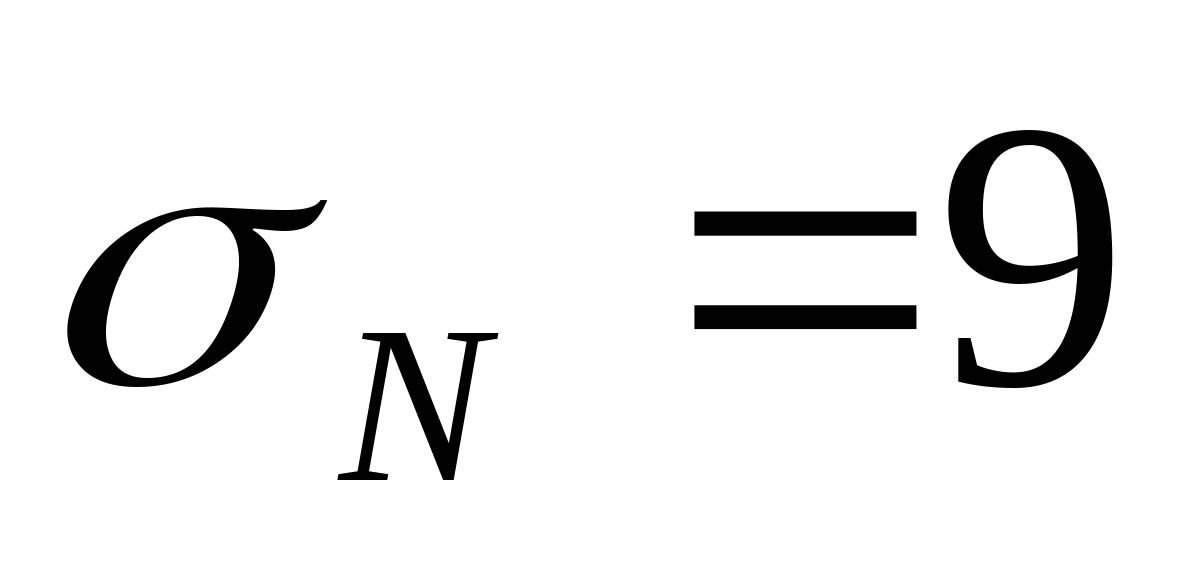 σ_N = 9